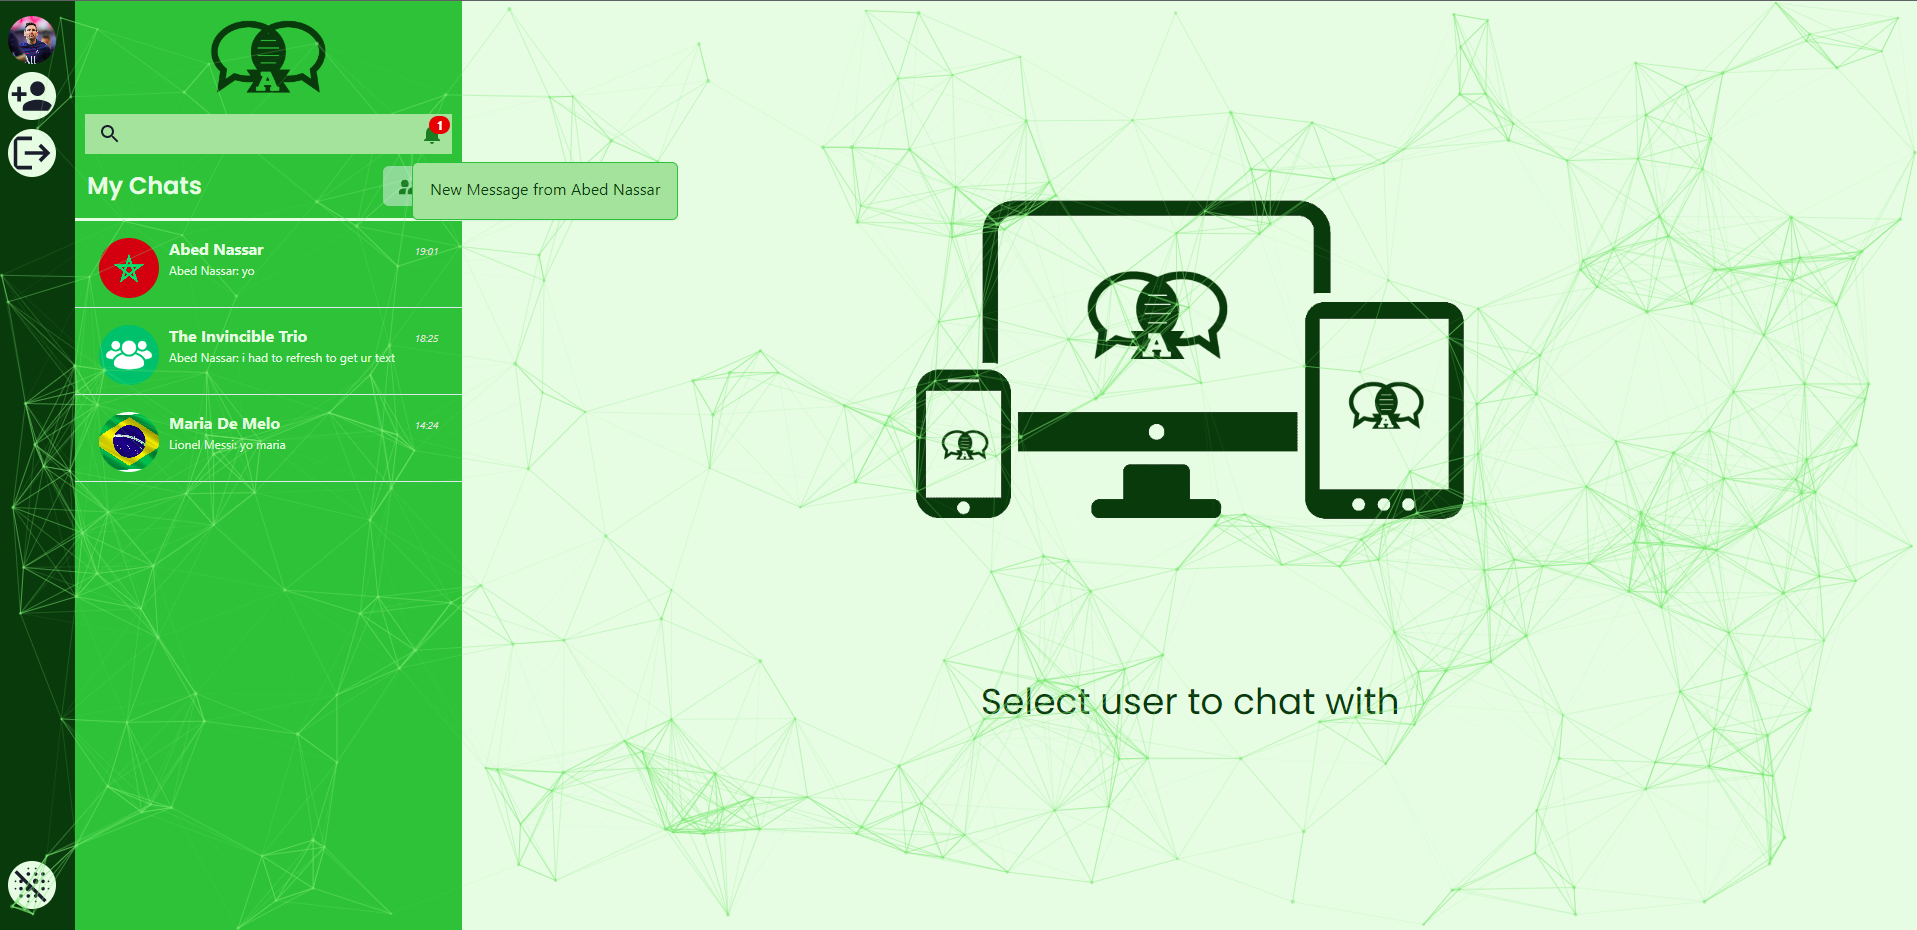 All
A
1
My Chats
New Message from Abed Nassar
Abed Nassar
19:01
Abed Nassar: yo
The Invincible Trio
18:25
Abed Nassar: i had to refresh to get ur text
Maria De Melo
14:24
Lionel Messi: yo maria
A
A
A
Select user to chat with